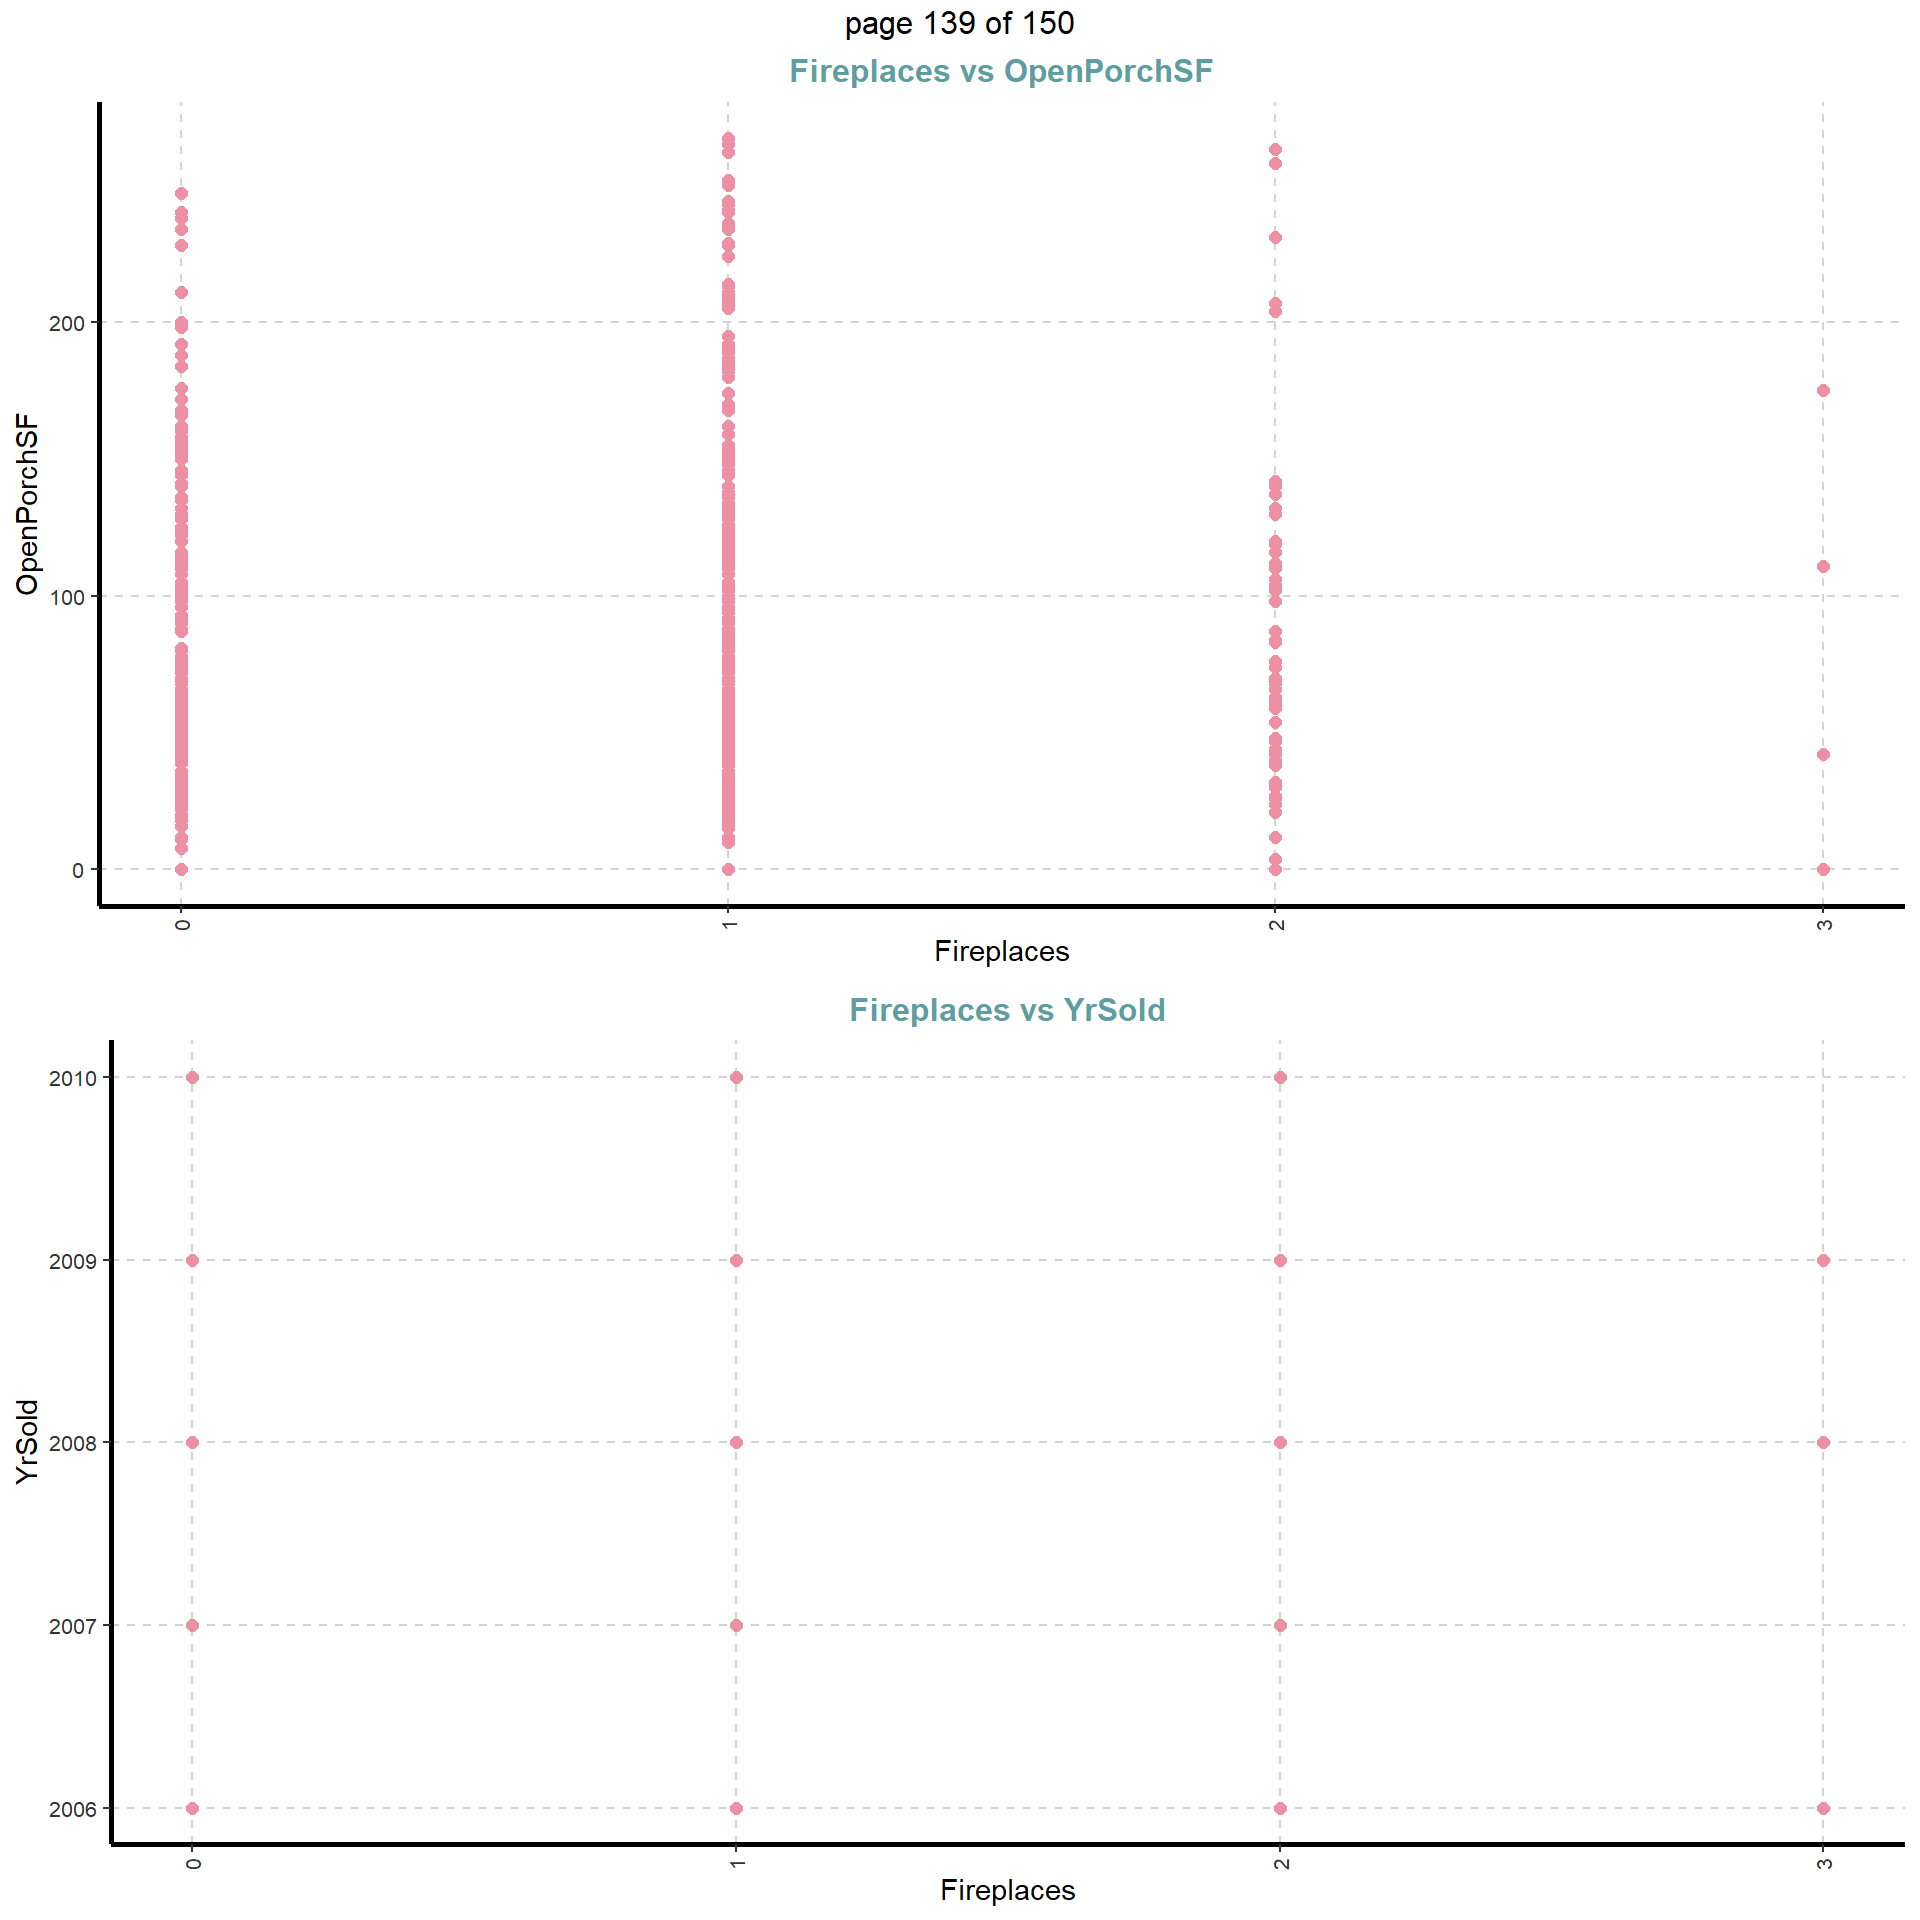 page 139 of 150
Fireplaces vs OpenPorchSF
OpenPorchSF
200
100
0
0 1 2 3
Fireplaces
Fireplaces vs YrSold
YrSold
2010
2009
2008
2007
2006
0 1 2 3
Fireplaces